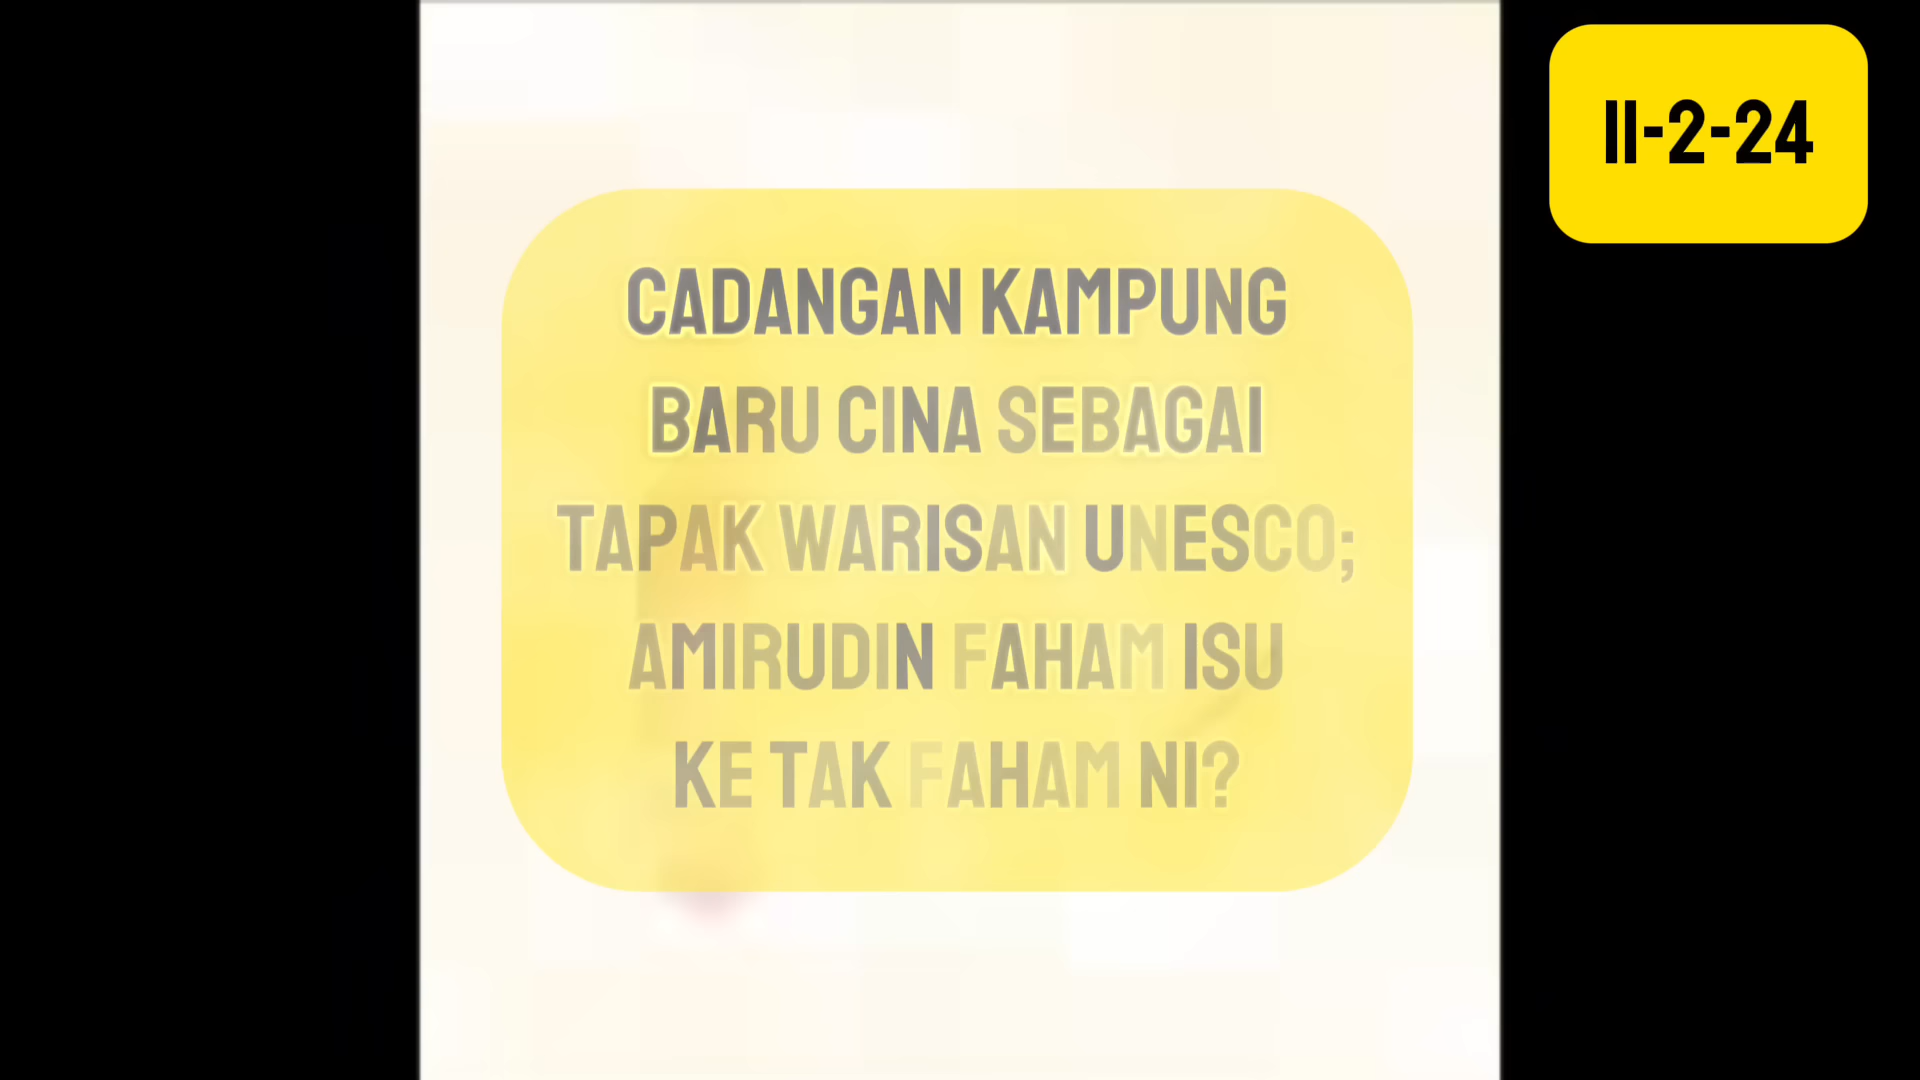 CADANGAN KAMPUNG
BARU CINA SEBAGAI
TAPAK WARISAN UNESCO;
AMIRUDIN FAHAM ISU
KE TAK FAHAM NI?
11-2-24